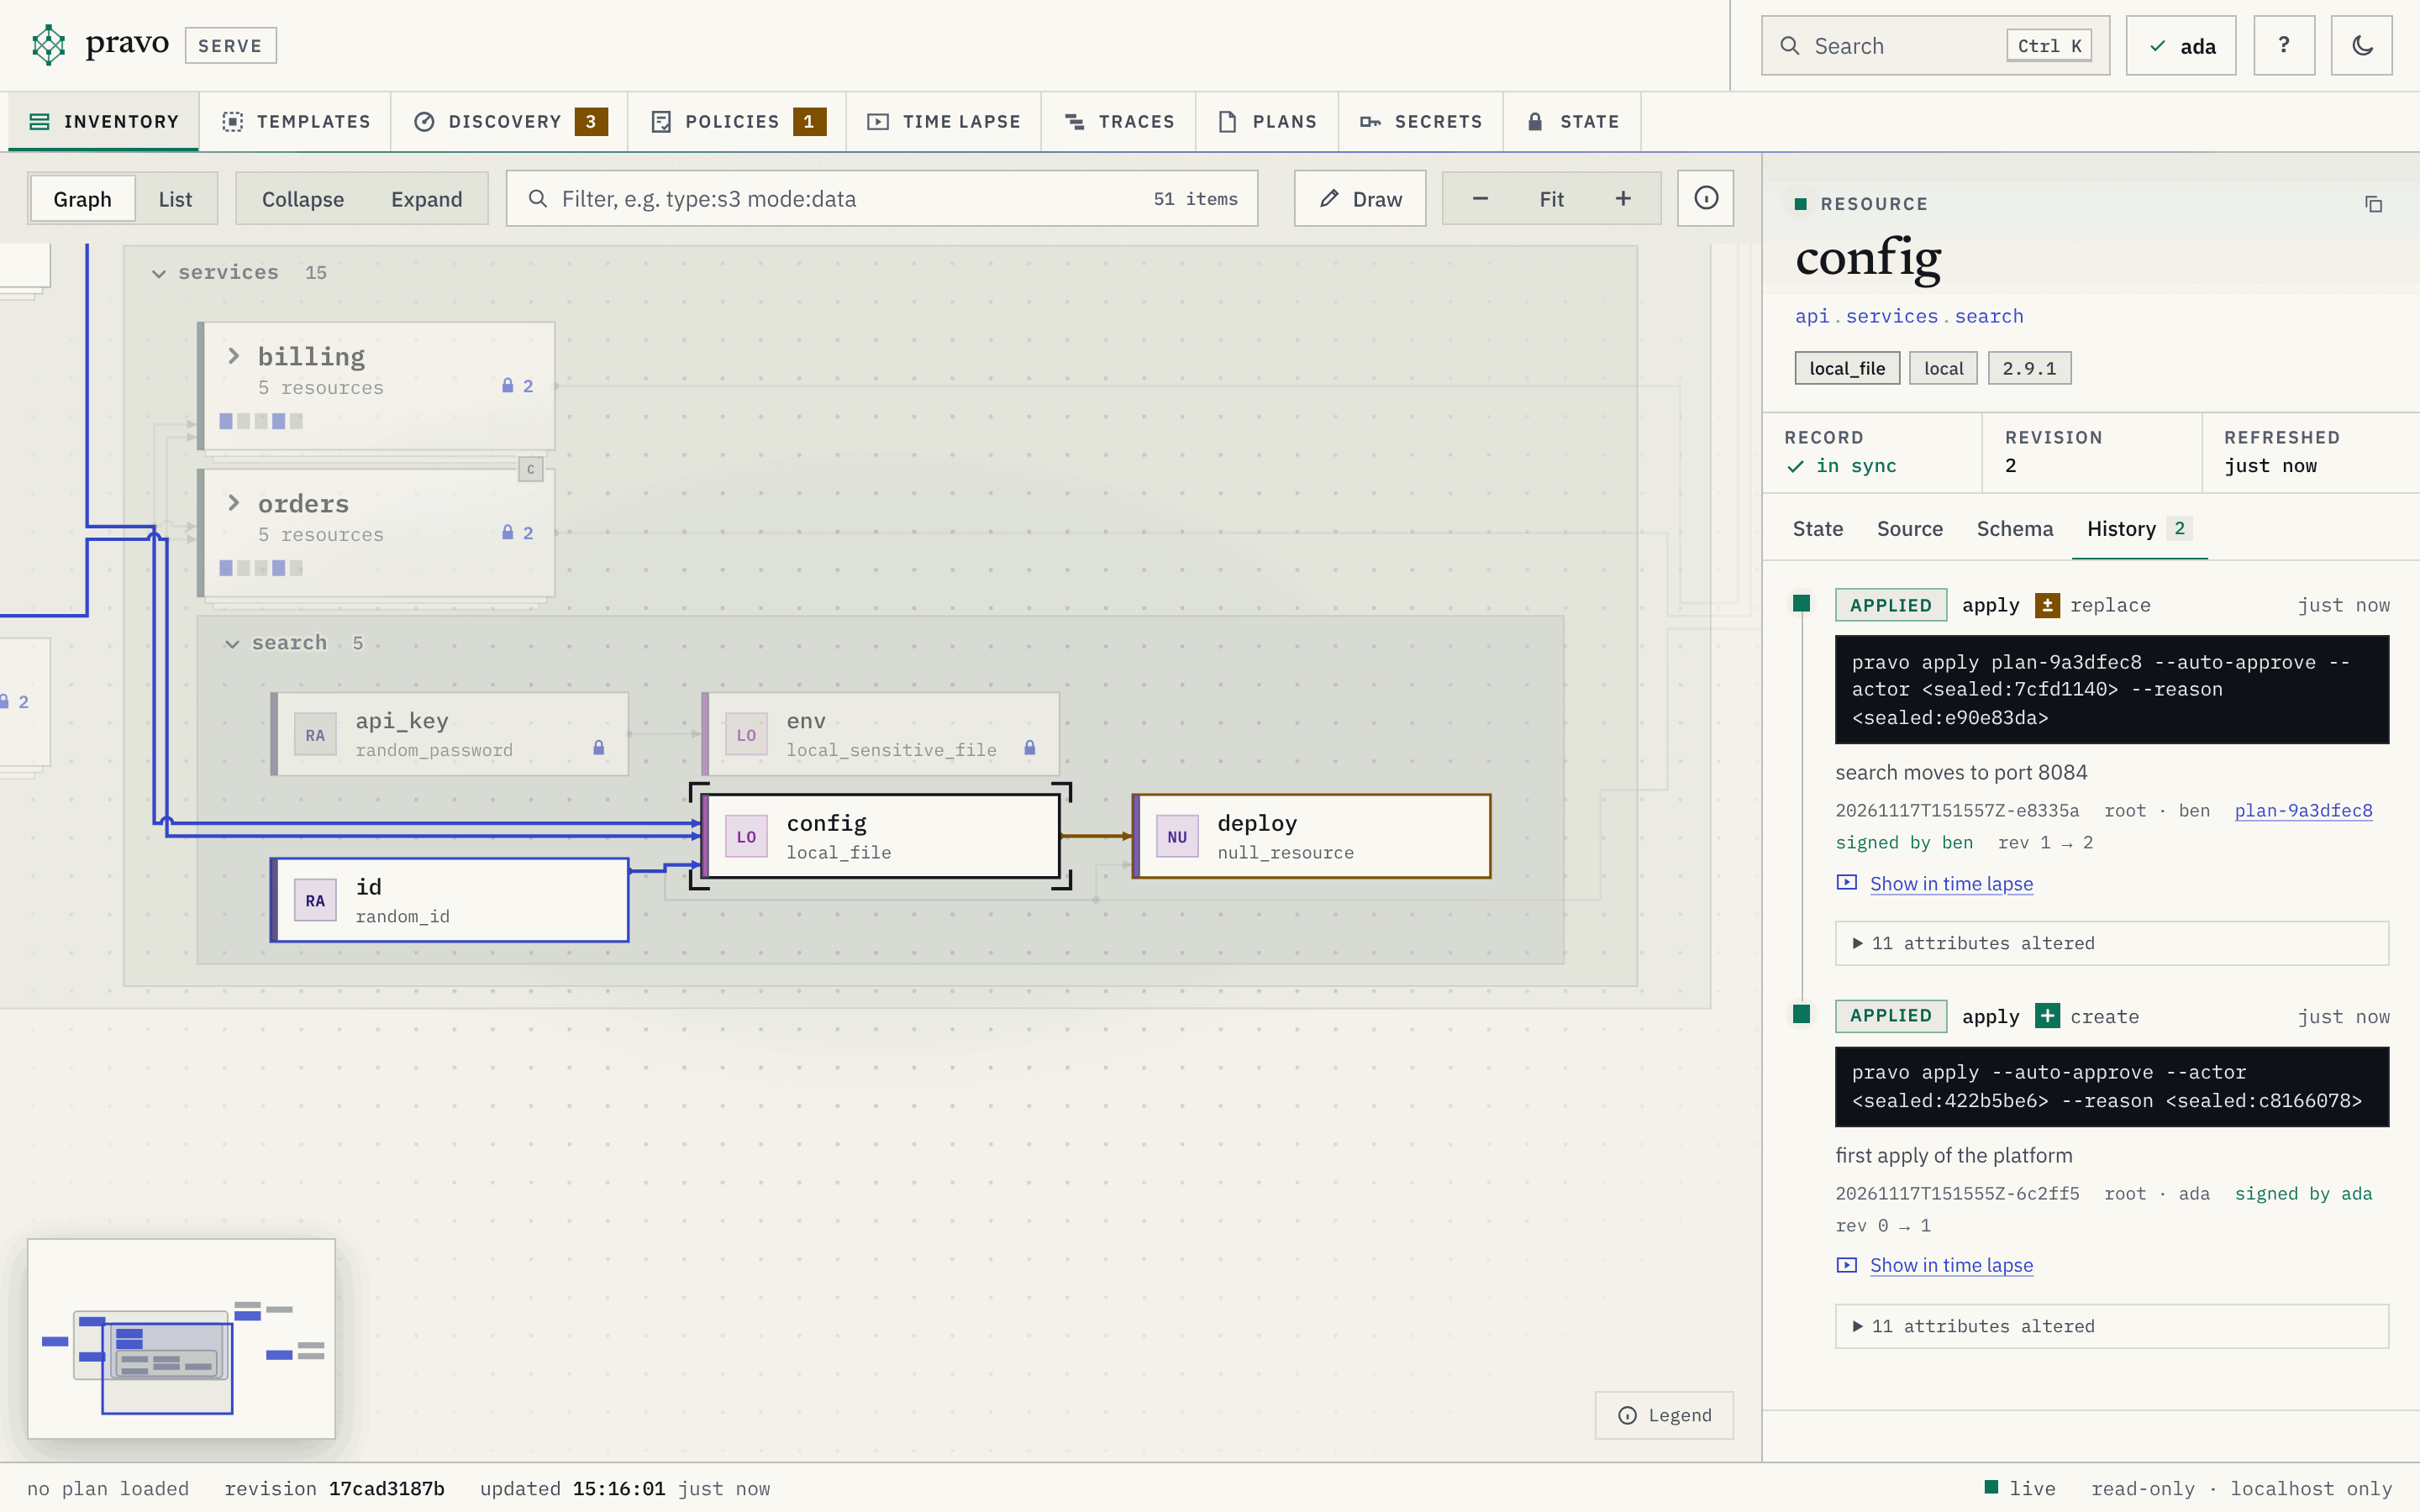 pravo SERVE
Search Ctrl K ada ?
INVENTORY TEMPLATES DISCOVERY 3 POLICIES 1 TIME LAPSE TRACES PLANS SECRETS STATE
Graph List Collapse Expand Filter, e.g. type:s3 mode:data 51 items Draw − Fit +
services 15
billing
5 resources 2
C
orders
5 resources 2
search 5
2
RA api_key
random_password
LO env
local_sensitive_file
LO config
local_file
NU deploy
null_resource
RA id
random_id
Legend
RESOURCE
config
api.services.search
local_file local 2.9.1
RECORD REVISION REFRESHED
in sync 2 just now
State Source Schema History 2
APPLIED apply ± replace just now
pravo apply plan-9a3dfec8 --auto-approve --
actor <sealed:7cfd1140> --reason
<sealed:e90e83da>
search moves to port 8084
20261117T151557Z-e8335a root · ben plan-9a3dfec8
signed by ben rev 1 → 2
Show in time lapse
11 attributes altered
APPLIED apply + create just now
pravo apply --auto-approve --actor
<sealed:422b5be6> --reason <sealed:c8166078>
first apply of the platform
20261117T151555Z-6c2ff5 root · ada signed by ada
rev 0 → 1
Show in time lapse
11 attributes altered
no plan loaded revision 17cad3187b updated 15:16:01 just now
live read-only · localhost only